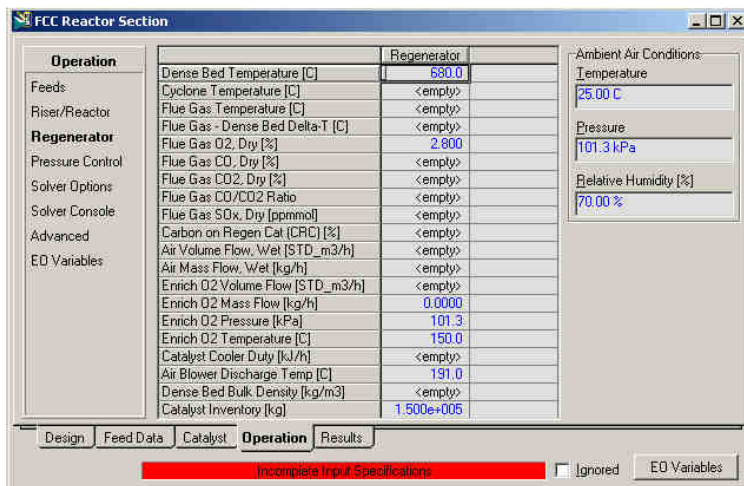 FCC Reactor Section
Operation
Feeds
Riser/Reactor
Regenerator
Pressure Control
Solver Options
Solver Console
Advanced
EO Variables
Regenerator
Dense Bed Temperature [C] 680.0
Cyclone Temperature [C] <empty>
Flue Gas Temperature [C] <empty>
Flue Gas - Dense Bed Delta-T [C] <empty>
Flue Gas O2, Dry [%] 2.800
Flue Gas CO, Dry [%] <empty>
Flue Gas CO2, Dry [%] <empty>
Flue Gas CO/CO2 Ratio <empty>
Flue Gas SOx, Dry [ppmmol] <empty>
Carbon on Regen Cat (CRC) [%] <empty>
Air Volume Flow, Wet [STD_m3/h] <empty>
Air Mass Flow, Wet [kg/h] <empty>
Enrich O2 Volume Flow [STD_m3/h] <empty>
Enrich O2 Mass Flow [kg/h] 0.0000
Enrich O2 Pressure [kPa] 101.3
Enrich O2 Temperature [C] 150.0
Catalyst Cooler Duty [kJ/h] <empty>
Air Blower Discharge Temp [C] 191.0
Dense Bed Bulk Density [kg/m3] <empty>
Catalyst Inventory [kg] 1.500e+005
Ambient Air Conditions
Temperature
25.00 C
Pressure
101.3 kPa
Relative Humidity [%]
70.00 %
Design Feed Data Catalyst Operation Results
Incomplete Input Specifications Ignored EO Variables